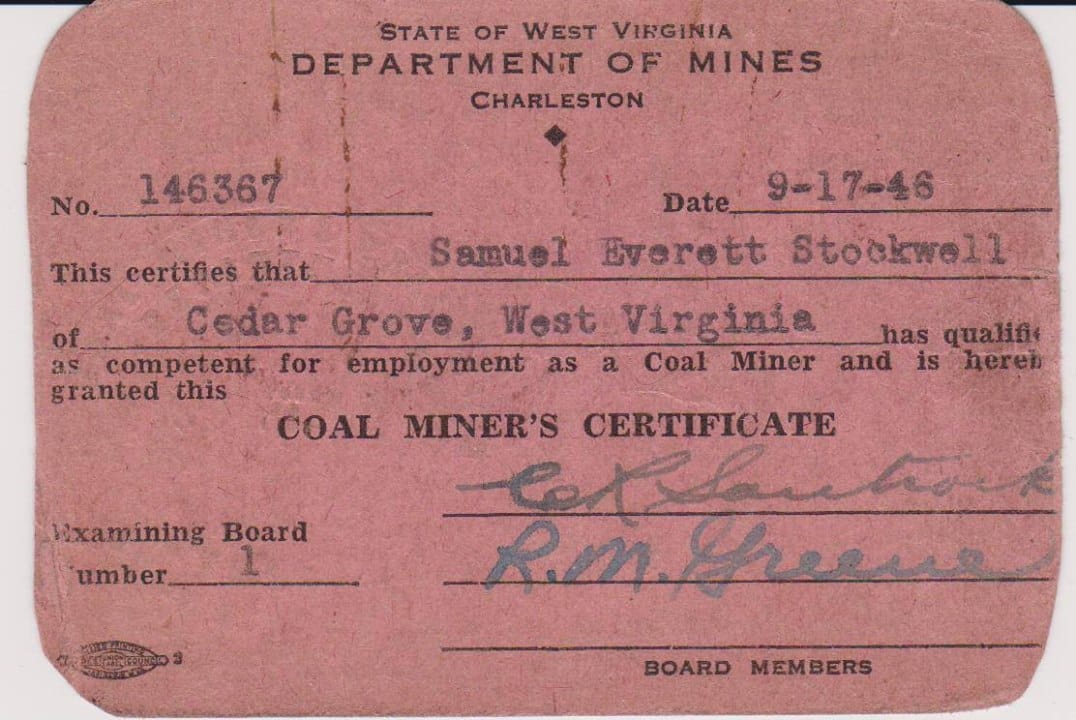 STATE OF WEST VIRGINIA
DEPARTMENT OF MINES
CHARLESTON
No. 146367 Date 9-17-46
This certifies that Samuel Everett Stockwell
of Cedar Grove, West Virginia has qualifi
as competent for employment as a Coal Miner and is hereb
granted this
COAL MINER'S CERTIFICATE
Examining Board
umber 1
R. M. Greene
BOARD MEMBERS
3